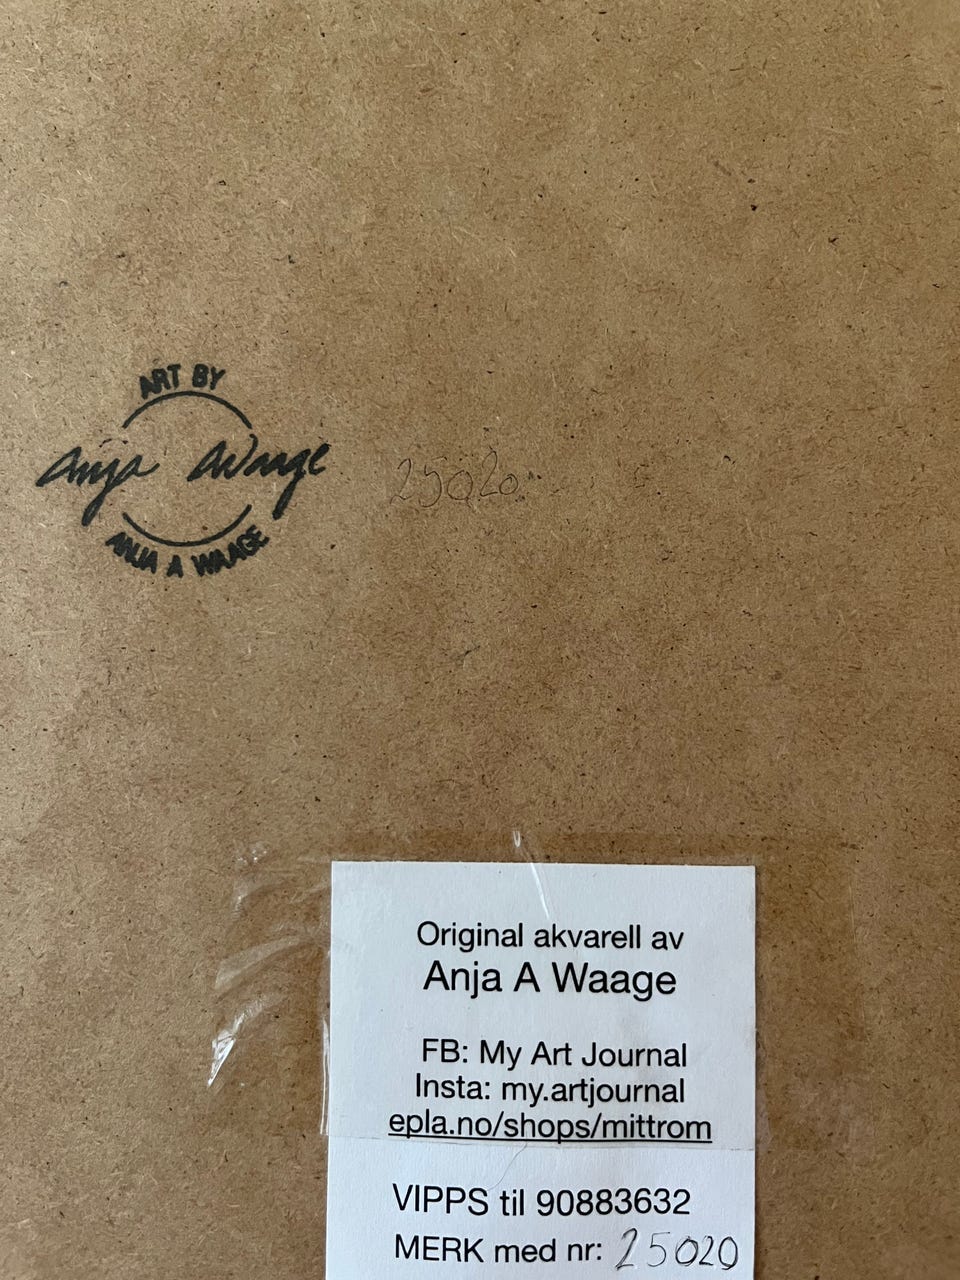 ART BY
Anja AWaage
ANJA A WAAGE
25020
Original akvarell av
Anja A Waage
FB: My Art Journal
Insta: my.artjournal
epla.no/shops/mittrom
VIPPS til 90883632
MERK med nr: 25020